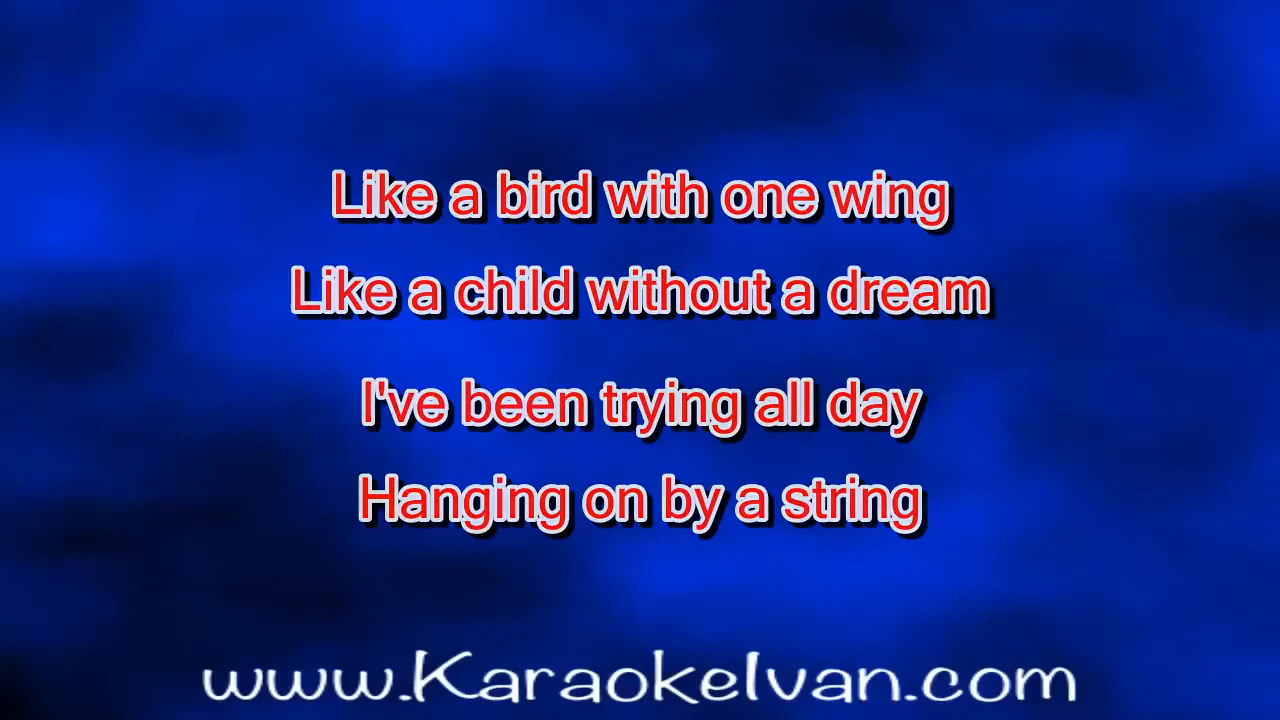 Like a bird with one wing
Like a child without a dream
I've been trying all day
Hanging on by a string
www.KaraokeIvan.com